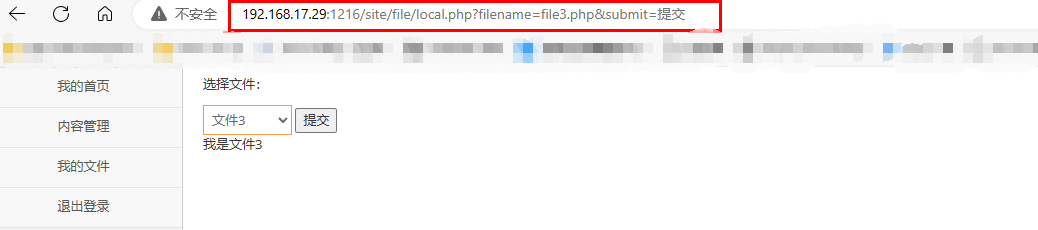 不安全 192.168.17.29:1216/site/file/local.php?filename=file3.php&submit=提交
我的首页
内容管理
我的文件
退出登录
选择文件:
文件3 提交
我是文件3